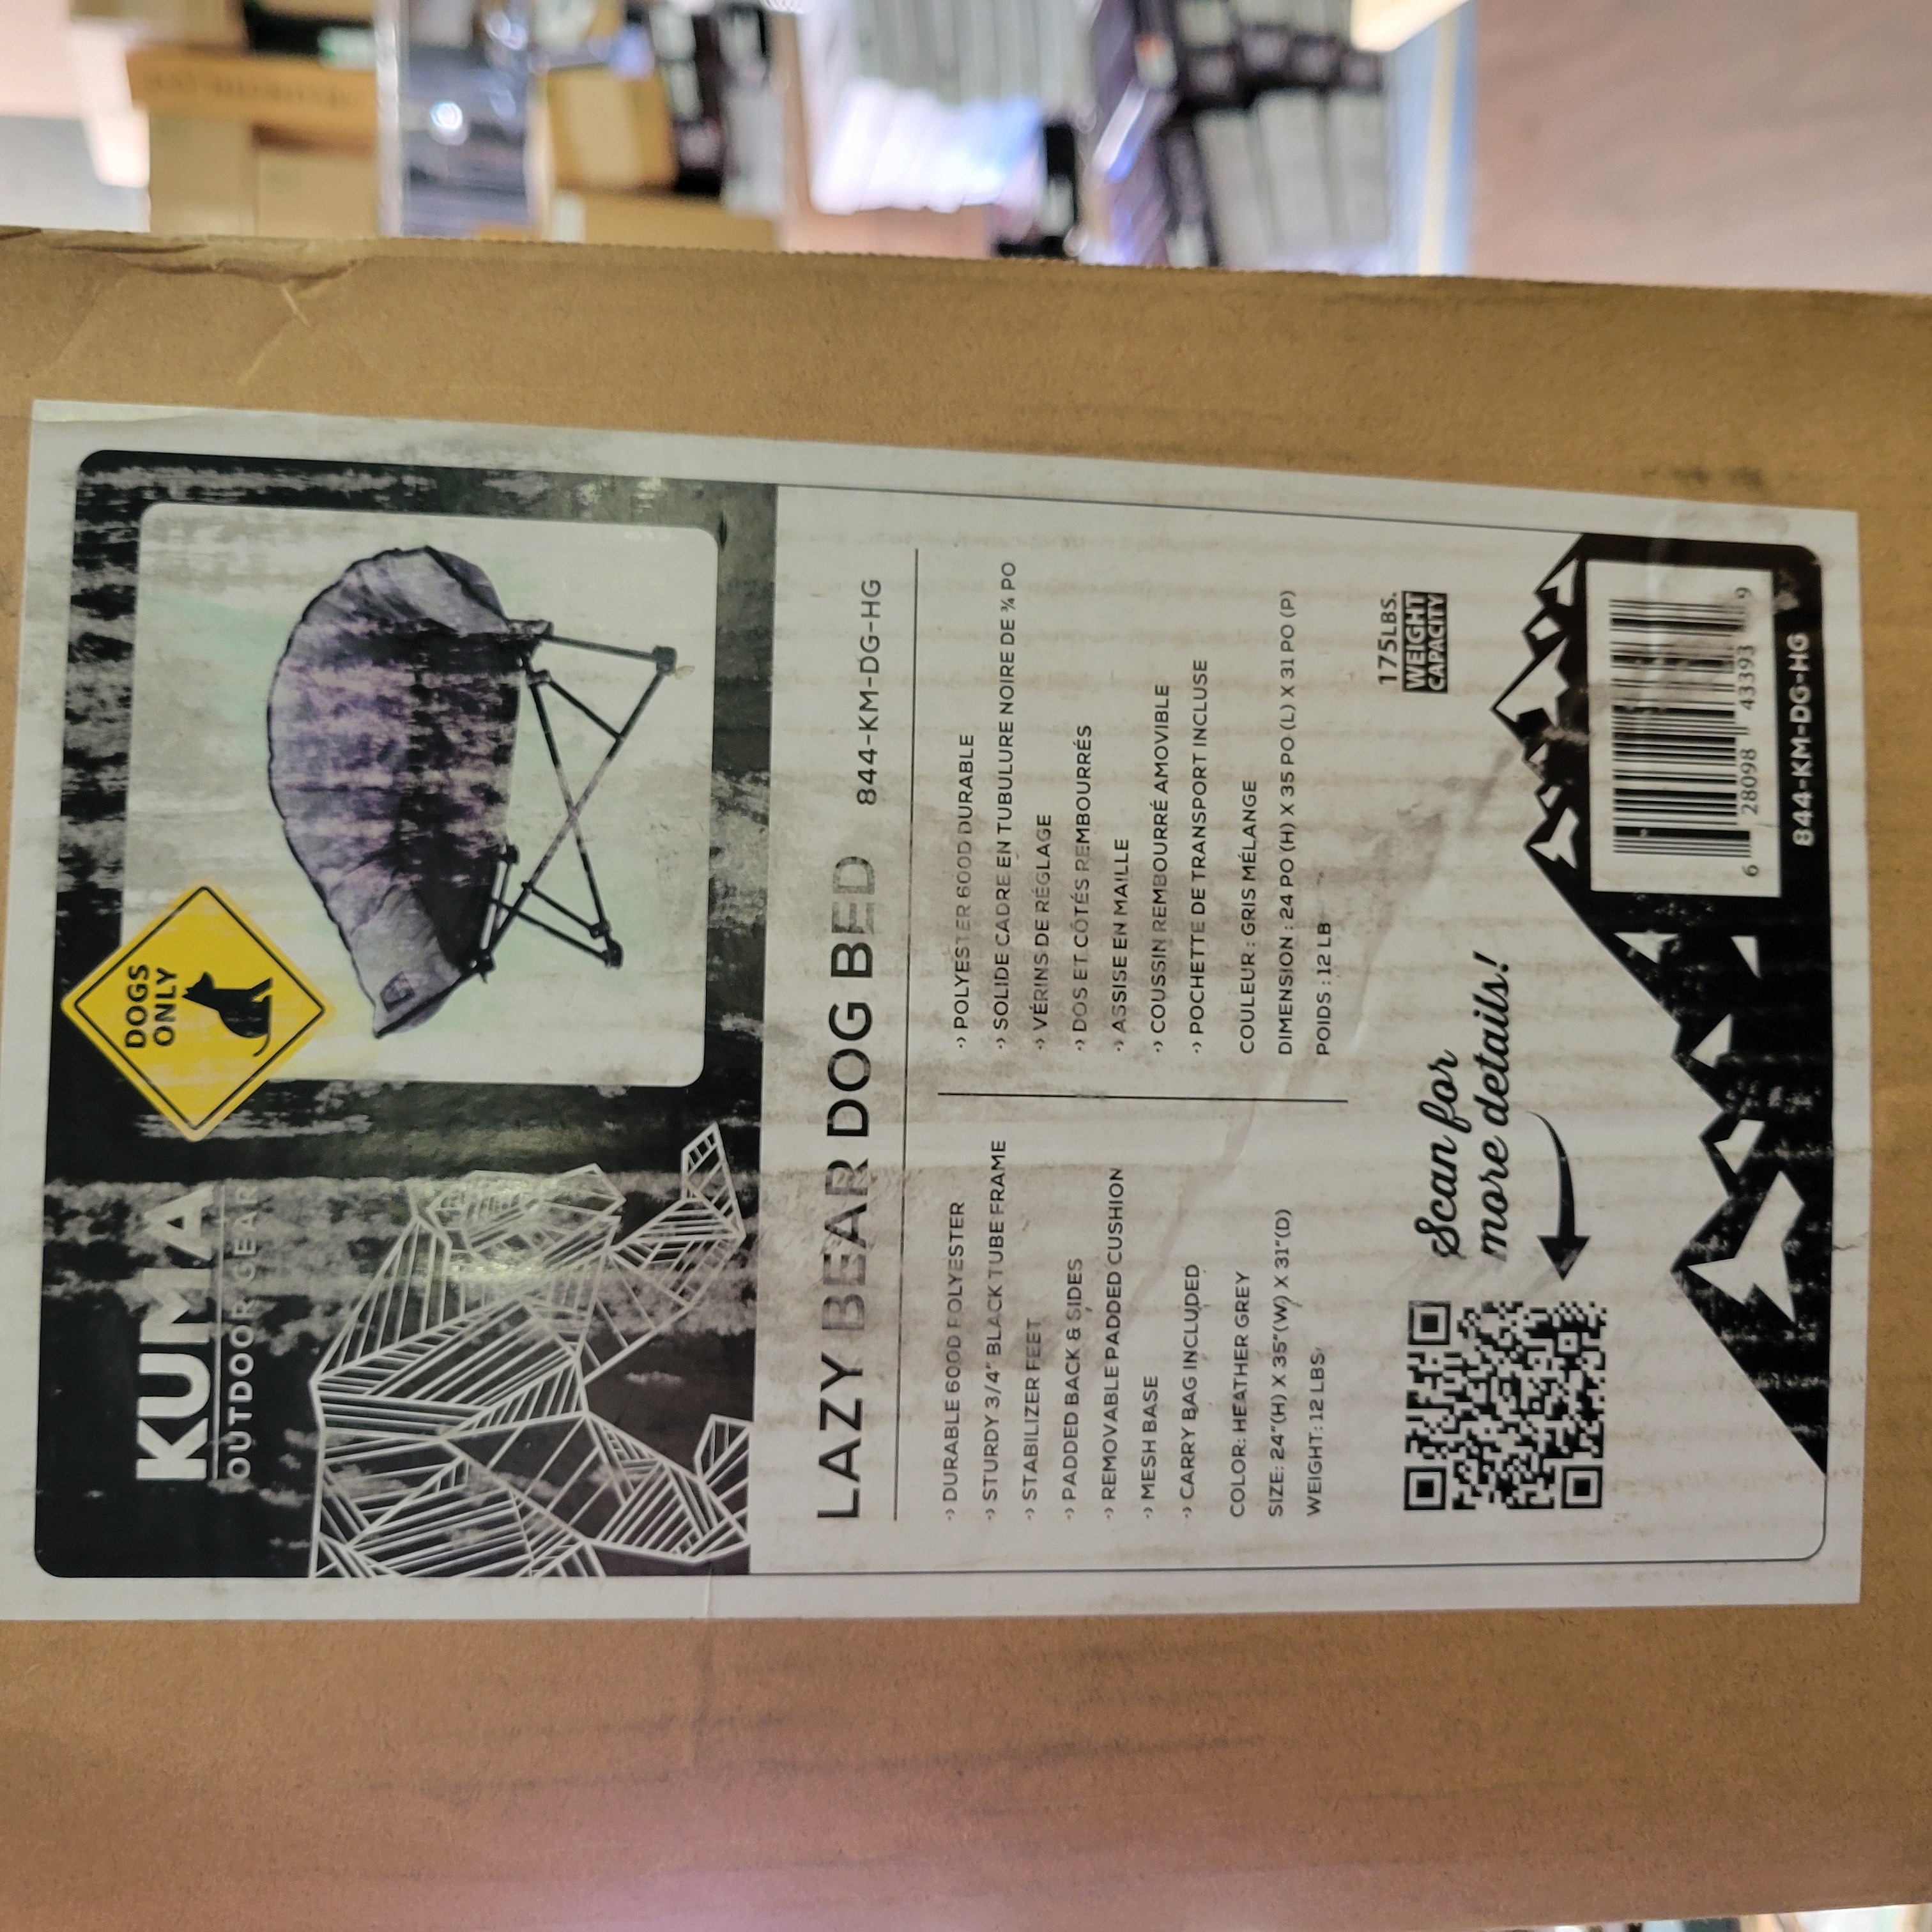 KUMA
OUTDOOR GEAR
DOGS
ONLY
LAZY BEAR DOG BED 844-KM-DG-HG
·› DURABLE 600D POLYESTER
·› STURDY 3/4" BLACK TUBE FRAME
·› STABILIZER FEET
·› PADDED BACK & SIDES
·› REMOVABLE PADDED CUSHION
·› MESH BASE
·› CARRY BAG INCLUDED
COLOR: HEATHER GREY
SIZE: 24"(H) X 35"(W) X 31"(D)
WEIGHT: 12 LBS
·› POLYESTER 600D DURABLE
·› SOLIDE CADRE EN TUBULURE NOIRE DE ¾ PO
·› VÉRINS DE RÉGLAGE
·› DOS ET CÔTÉS REMBOURRÉS
·› ASSISE EN MAILLE
·› COUSSIN REMBOURRÉ AMOVIBLE
·› POCHETTE DE TRANSPORT INCLUSE
COULEUR : GRIS MÉLANGE
DIMENSION : 24 PO (H) X 35 PO (L) X 31 PO (P)
POIDS : 12 LB
175LBS.
WEIGHT
CAPACITY
Scan for
more details!
6 28098 43393 9
844-KM-DG-HG